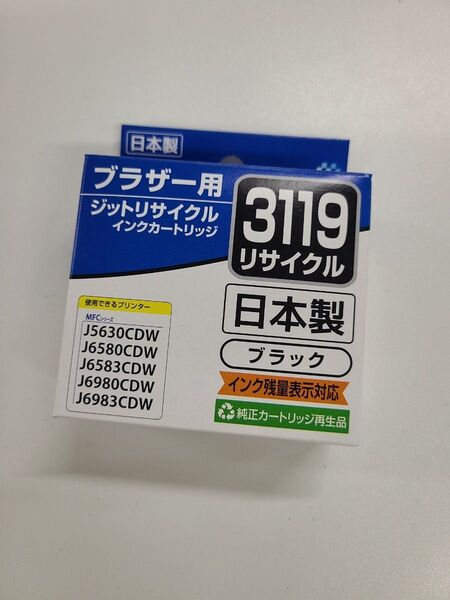 日本製
ブラザー用
ジットリサイクル
インクカートリッジ
3119
リサイクル
日本製
ブラック
インク残量表示対応
純正カートリッジ再生品
使用できるプリンター
MFCシリーズ
J5630CDW
J6580CDW
J6583CDW
J6980CDW
J6983CDW